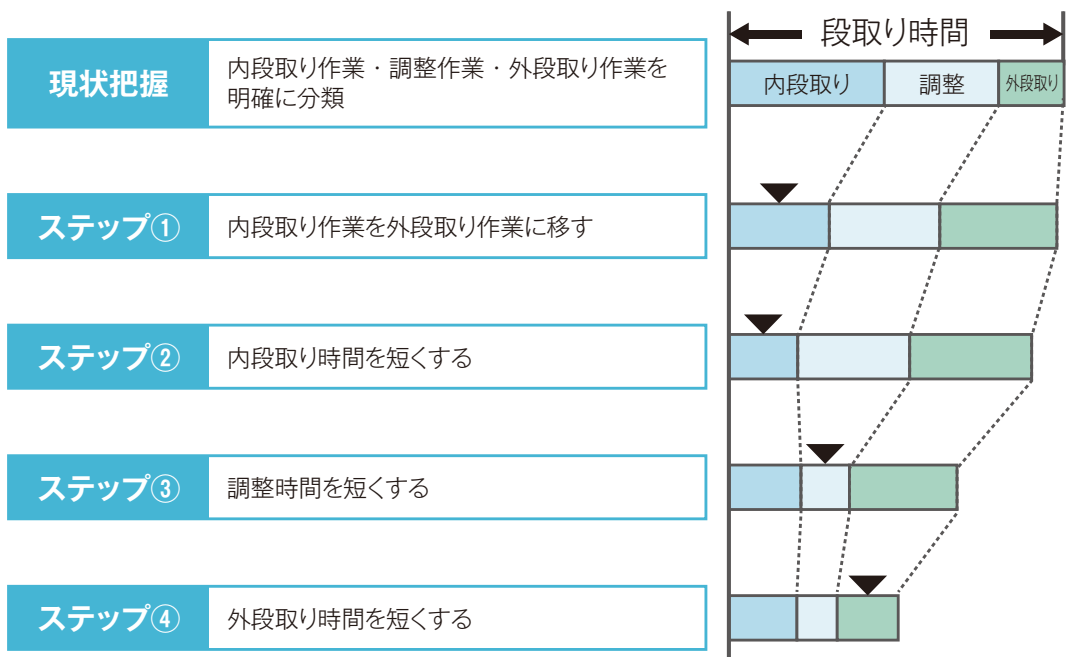 段取り時間
現状把握
内段取り作業・調整作業・外段取り作業を
明確に分類
内段取り
調整
外段取り
ステップ①
内段取り作業を外段取り作業に移す
ステップ②
内段取り時間を短くする
ステップ③
調整時間を短くする
ステップ④
外段取り時間を短くする